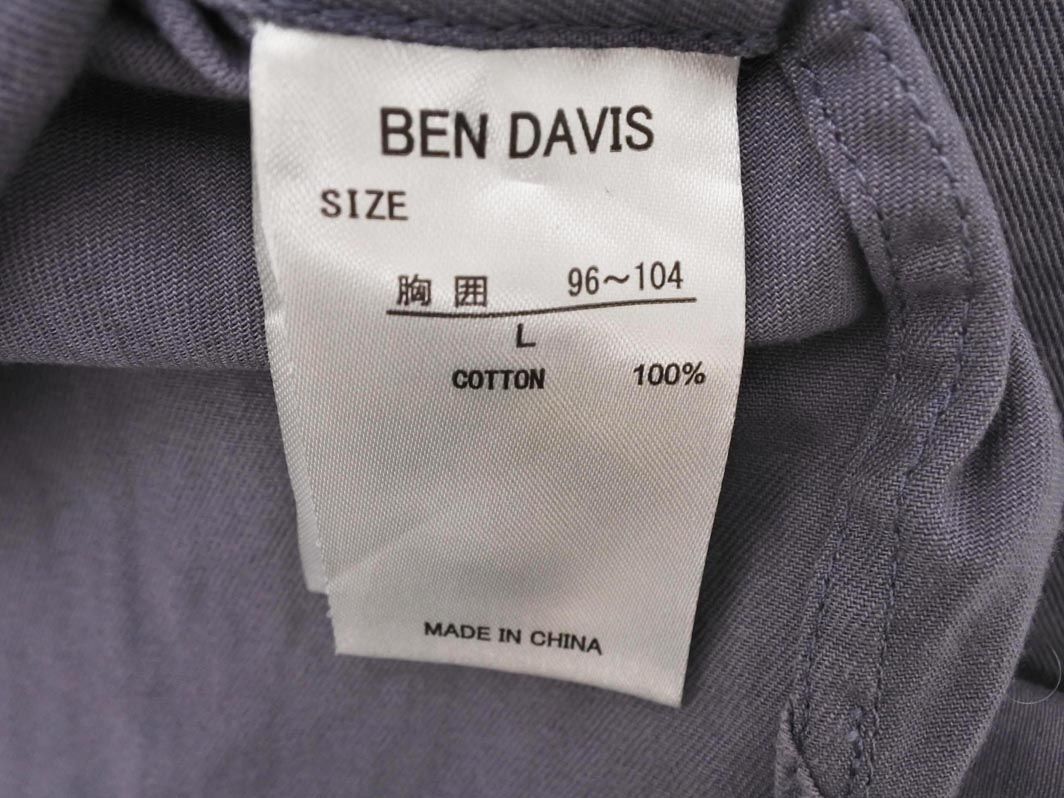 BEN DAVIS
SIZE
胸囲 96〜104
L
COTTON 100%
MADE IN CHINA